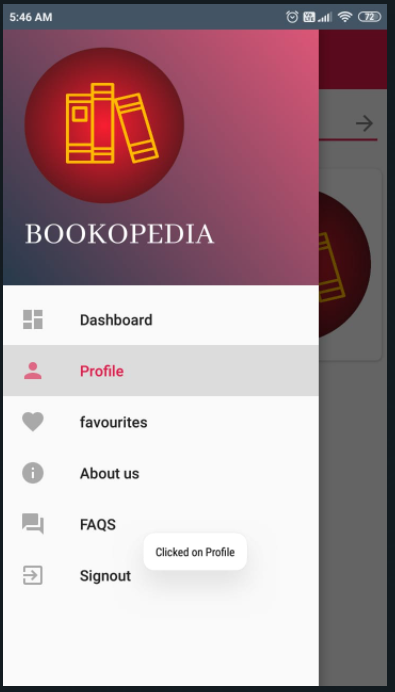 5:46 AM
72
BOOKOPEDIA
Dashboard
Profile
favourites
About us
FAQS
Clicked on Profile
Signout